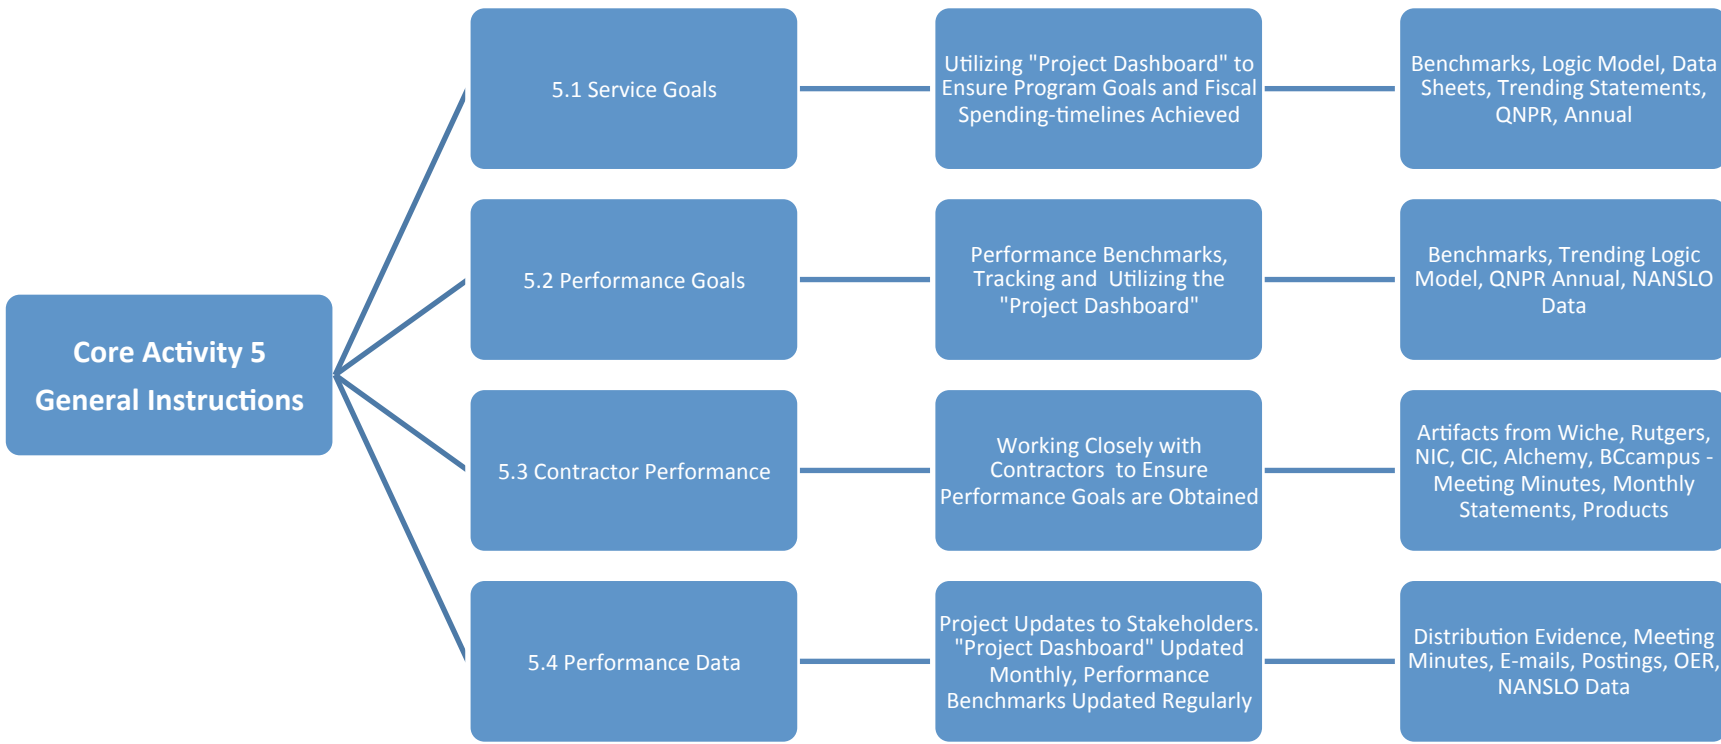 Core Activity 5
General Instructions
5.1 Service Goals
Utilizing "Project Dashboard" to
Ensure Program Goals and Fiscal
Spending-timelines Achieved
Benchmarks, Logic Model, Data
Sheets, Trending Statements,
QNPR, Annual
5.2 Performance Goals
Performance Benchmarks,
Tracking and Utilizing the
"Project Dashboard"
Benchmarks, Trending Logic
Model, QNPR Annual, NANSLO
Data
5.3 Contractor Performance
Working Closely with
Contractors to Ensure
Performance Goals are Obtained
Artifacts from Wiche, Rutgers,
NIC, CIC, Alchemy, BCcampus -
Meeting Minutes, Monthly
Statements, Products
5.4 Performance Data
Project Updates to Stakeholders.
"Project Dashboard" Updated
Monthly, Performance
Benchmarks Updated Regularly
Distribution Evidence, Meeting
Minutes, E-mails, Postings, OER,
NANSLO Data